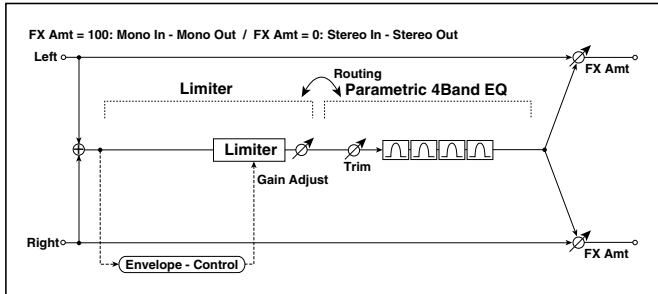 FX Amt = 100: Mono In - Mono Out / FX Amt = 0: Stereo In - Stereo Out
Left
FX Amt
Routing
Limiter
Parametric 4Band EQ
Limiter
Gain Adjust
Trim
Right
FX Amt
Envelope - Control